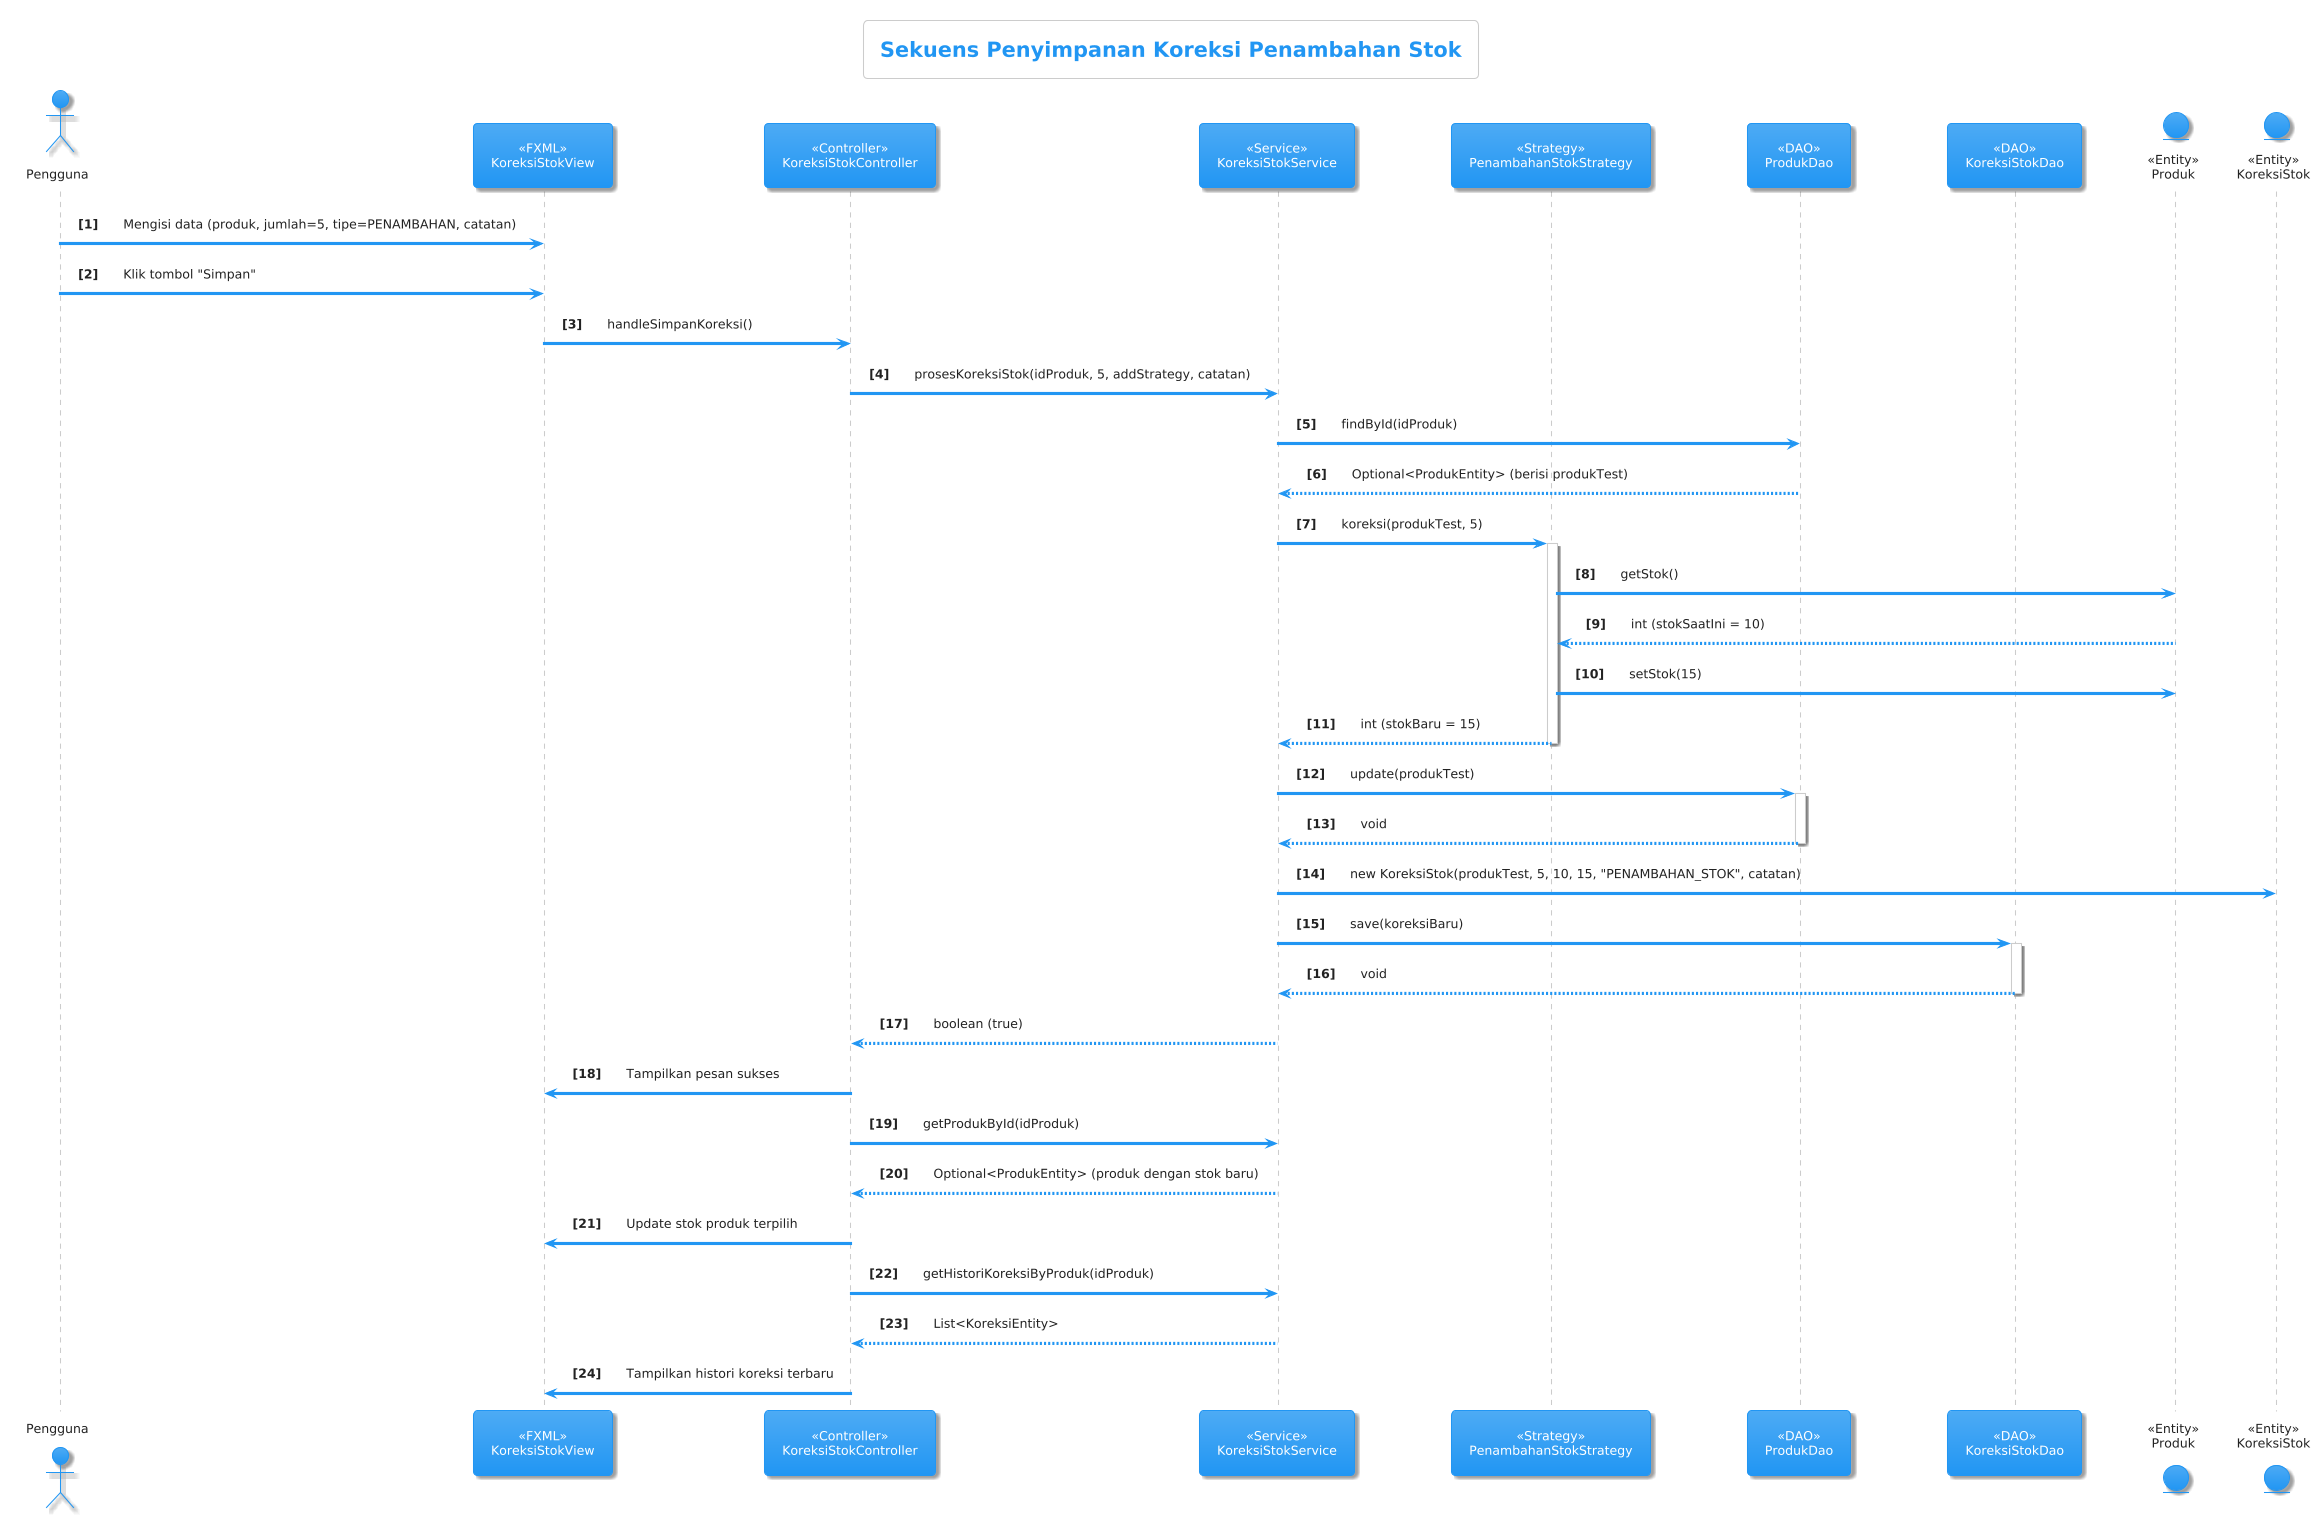 Sekuens Penyimpanan Koreksi Penambahan Stok
Pengguna
«FXML»
KoreksiStokView
«Controller»
KoreksiStokController
«Service»
KoreksiStokService
«Strategy»
PenambahanStokStrategy
«DAO»
ProdukDao
«DAO»
KoreksiStokDao
«Entity»
Produk
«Entity»
KoreksiStok
[1] Mengisi data (produk, jumlah=5, tipe=PENAMBAHAN, catatan)
[2] Klik tombol "Simpan"
[3] handleSimpanKoreksi()
[4] prosesKoreksiStok(idProduk, 5, addStrategy, catatan)
[5] findById(idProduk)
[6] Optional<ProdukEntity> (berisi produkTest)
[7] koreksi(produkTest, 5)
[8] getStok()
[9] int (stokSaatIni = 10)
[10] setStok(15)
[11] int (stokBaru = 15)
[12] update(produkTest)
[13] void
[14] new KoreksiStok(produkTest, 5, 10, 15, "PENAMBAHAN_STOK", catatan)
[15] save(koreksiBaru)
[16] void
[17] boolean (true)
[18] Tampilkan pesan sukses
[19] getProdukById(idProduk)
[20] Optional<ProdukEntity> (produk dengan stok baru)
[21] Update stok produk terpilih
[22] getHistoriKoreksiByProduk(idProduk)
[23] List<KoreksiEntity>
[24] Tampilkan histori koreksi terbaru
Pengguna
«FXML»
KoreksiStokView
«Controller»
KoreksiStokController
«Service»
KoreksiStokService
«Strategy»
PenambahanStokStrategy
«DAO»
ProdukDao
«DAO»
KoreksiStokDao
«Entity»
Produk
«Entity»
KoreksiStok